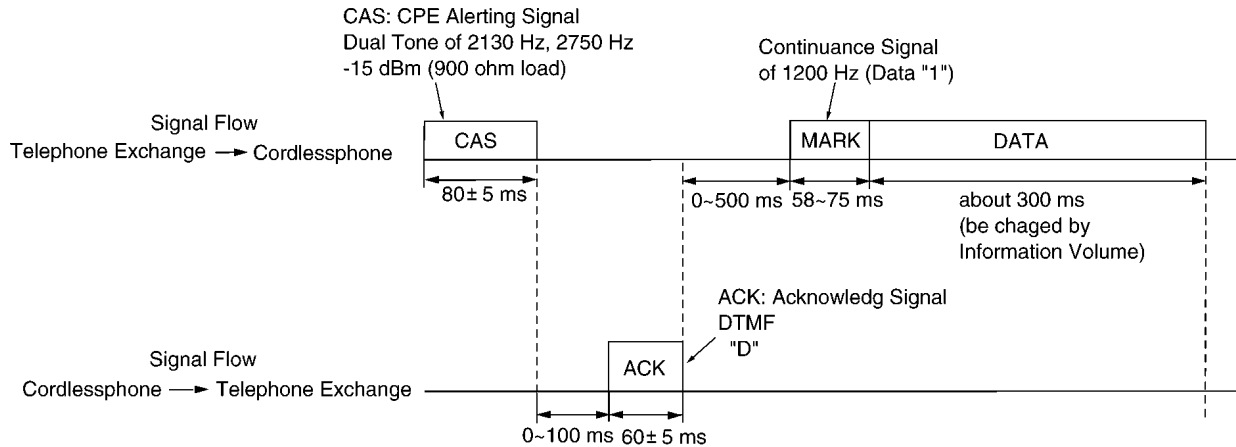 CAS: CPE Alerting Signal
Dual Tone of 2130 Hz, 2750 Hz
-15 dBm (900 ohm load)
Continuance Signal
of 1200 Hz (Data "1")
Signal Flow
Telephone Exchange → Cordlessphone
CAS
MARK
DATA
80± 5 ms
0~500 ms
58~75 ms
about 300 ms
(be chaged by
Information Volume)
ACK: Acknowledg Signal
DTMF
"D"
Signal Flow
Cordlessphone → Telephone Exchange
ACK
0~100 ms
60± 5 ms